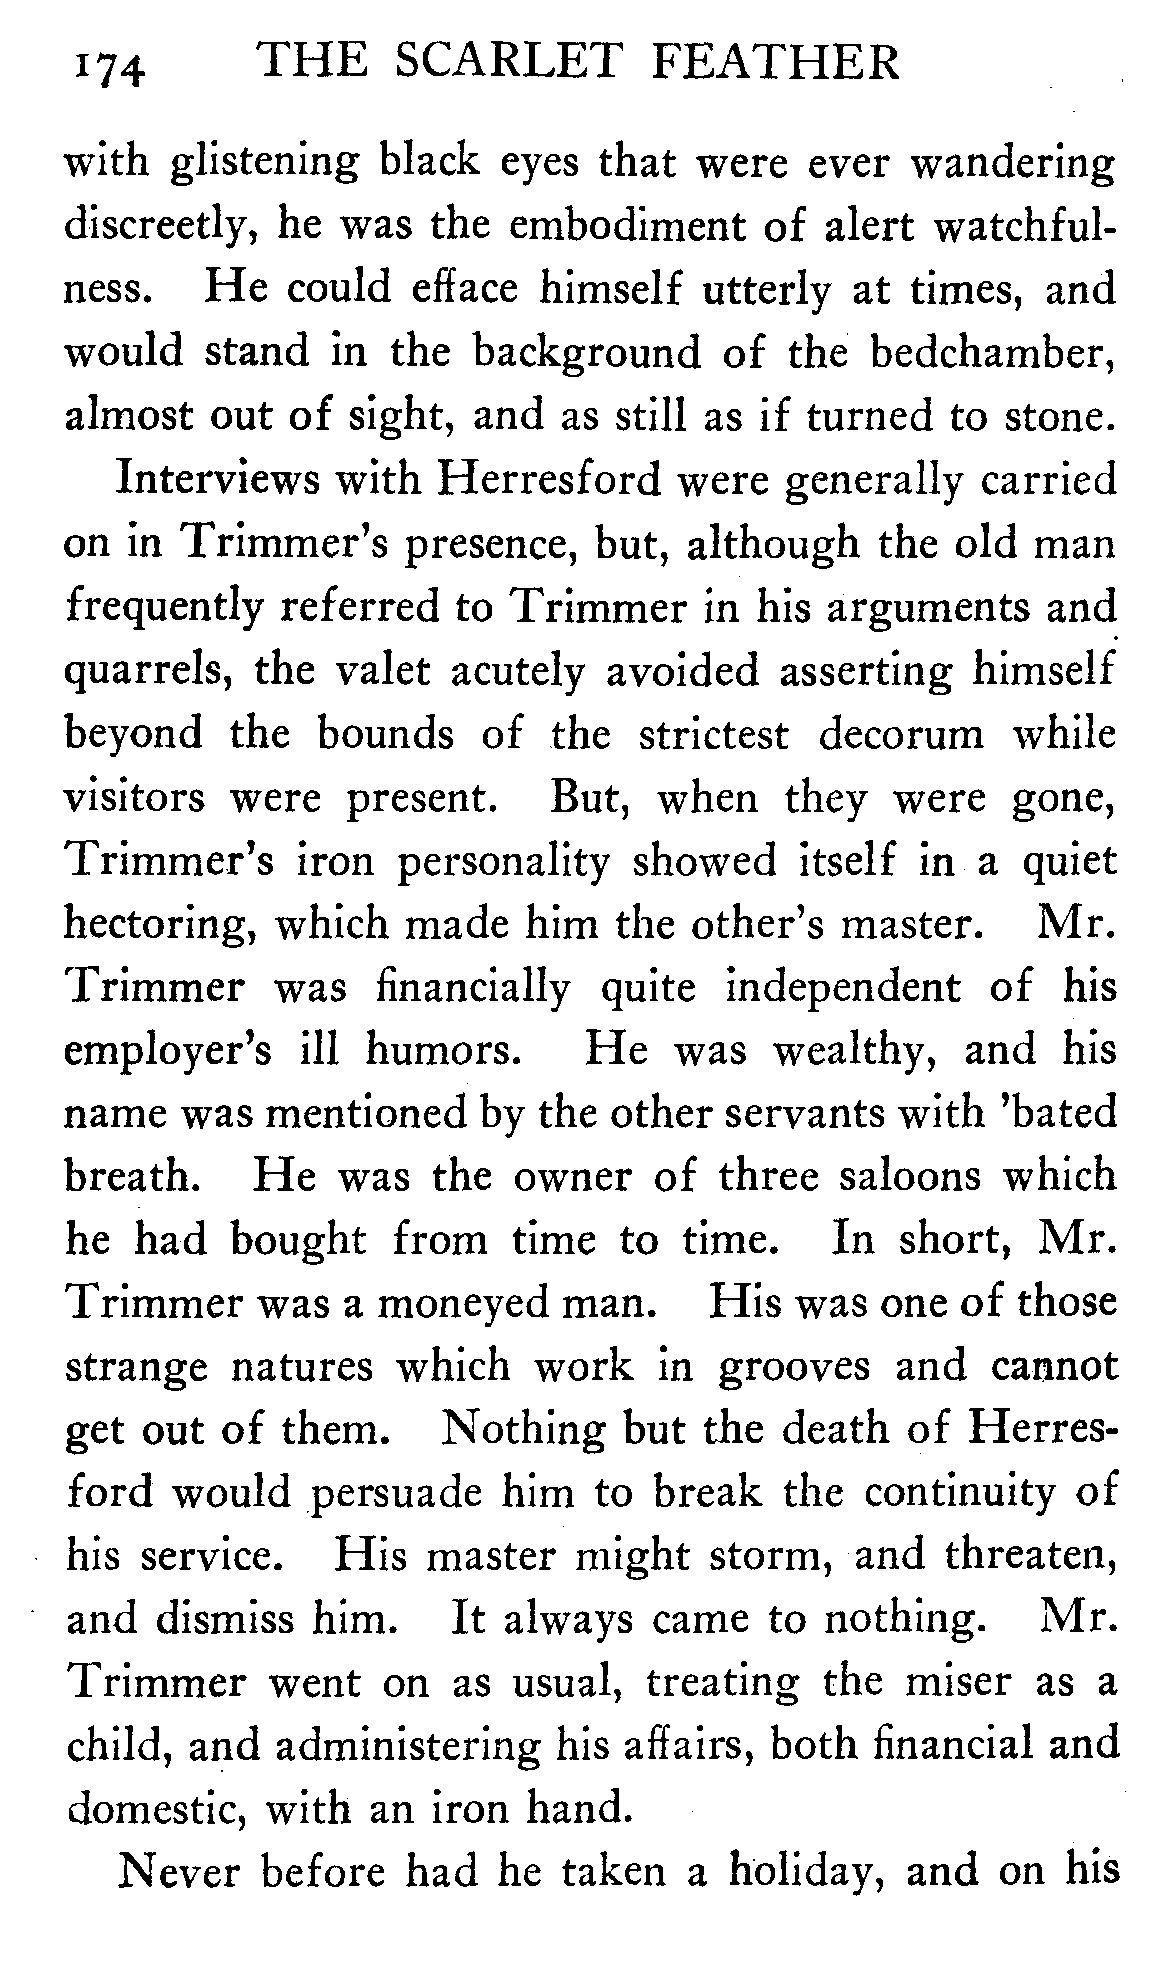 174 THE SCARLET FEATHER
with glistening black eyes that were ever wandering
discreetly, he was the embodiment of alert watchful-
ness. He could efface himself utterly at times, and
would stand in the background of the bedchamber,
almost out of sight, and as still as if turned to stone.
Interviews with Herresford were generally carried
on in Trimmer's presence, but, although the old man
frequently referred to Trimmer in his arguments and
quarrels, the valet acutely avoided asserting himself
beyond the bounds of the strictest decorum while
visitors were present. But, when they were gone,
Trimmer's iron personality showed itself in a quiet
hectoring, which made him the other's master. Mr.
Trimmer was financially quite independent of his
employer's ill humors. He was wealthy, and his
name was mentioned by the other servants with 'bated
breath. He was the owner of three saloons which
he had bought from time to time. In short, Mr.
Trimmer was a moneyed man. His was one of those
strange natures which work in grooves and cannot
get out of them. Nothing but the death of Herres-
ford would persuade him to break the continuity of
his service. His master might storm, and threaten,
and dismiss him. It always came to nothing. Mr.
Trimmer went on as usual, treating the miser as a
child, and administering his affairs, both financial and
domestic, with an iron hand.
Never before had he taken a holiday, and on his